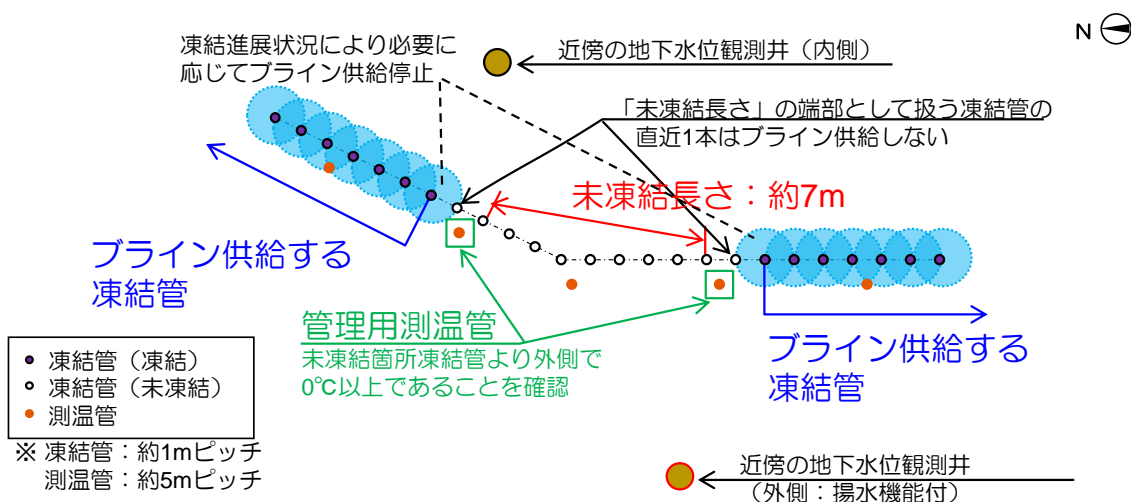 N
凍結進展状況により必要に
応じてブライン供給停止
近傍の地下水位観測井（内側）
「未凍結長さ」の端部として扱う凍結管の
直近1本はブライン供給しない
未凍結長さ：約7m
ブライン供給する
凍結管
管理用測温管
未凍結箇所凍結管より外側で
0℃以上であることを確認
ブライン供給する
凍結管
凍結管（凍結）
凍結管（未凍結）
測温管
※ 凍結管：約1mピッチ
測温管：約5mピッチ
近傍の地下水位観測井
（外側：揚水機能付）